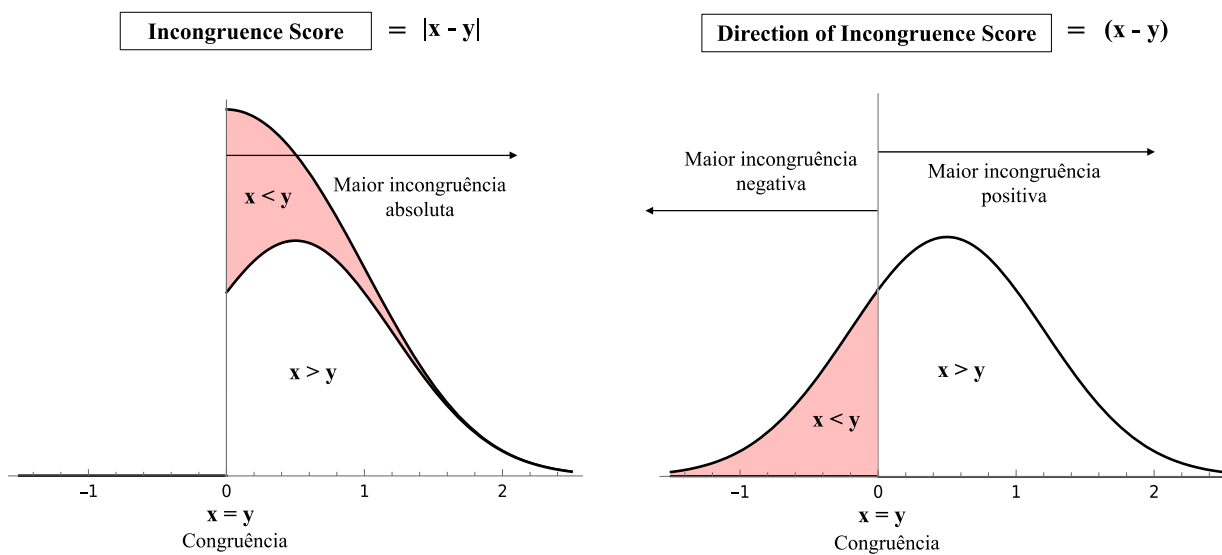 Incongruence Score = |x - y|
Maior incongruência
absoluta
x < y
x > y
−1 0 1 2
x = y
Congruência
Direction of Incongruence Score = (x - y)
Maior incongruência
negativa
Maior incongruência
positiva
x > y
x < y
−1 0 1 2
x = y
Congruência